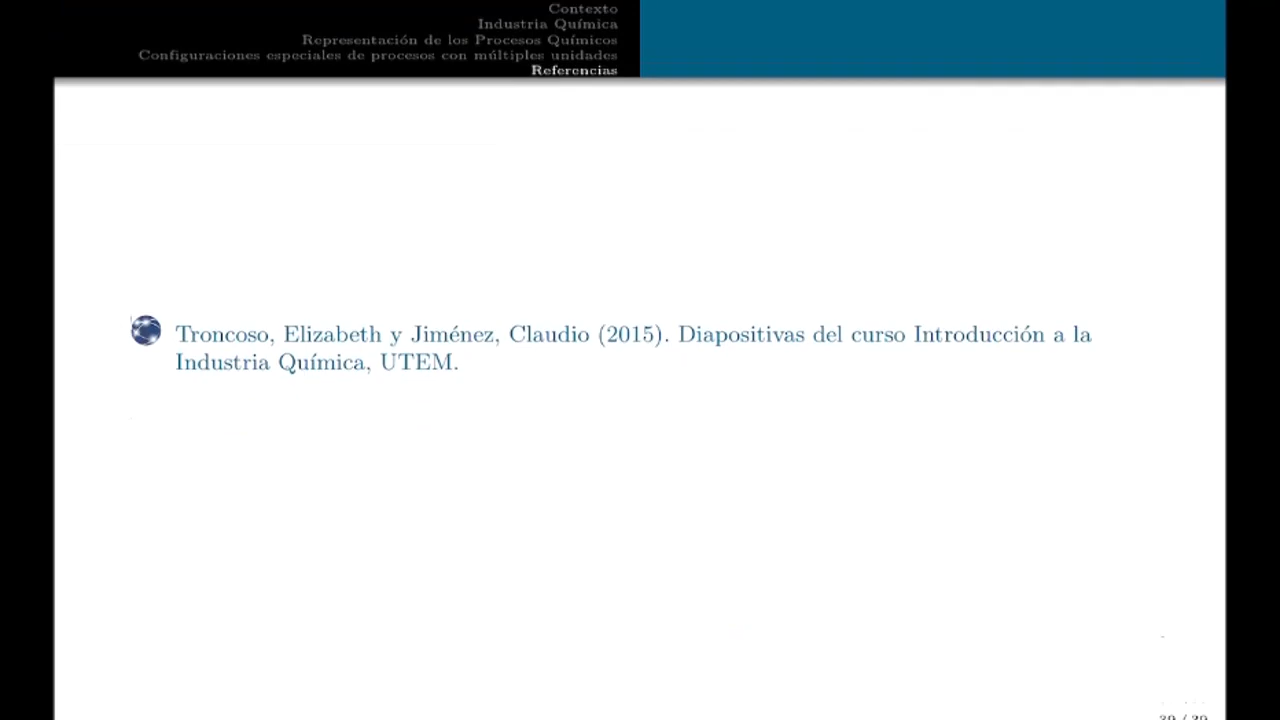 Contexto
Industria Química
Representación de los Procesos Químicos
Configuraciones especiales de procesos con múltiples unidades
Referencias
Troncoso, Elizabeth y Jiménez, Claudio (2015). Diapositivas del curso Introducción a la
Industria Química, UTEM.